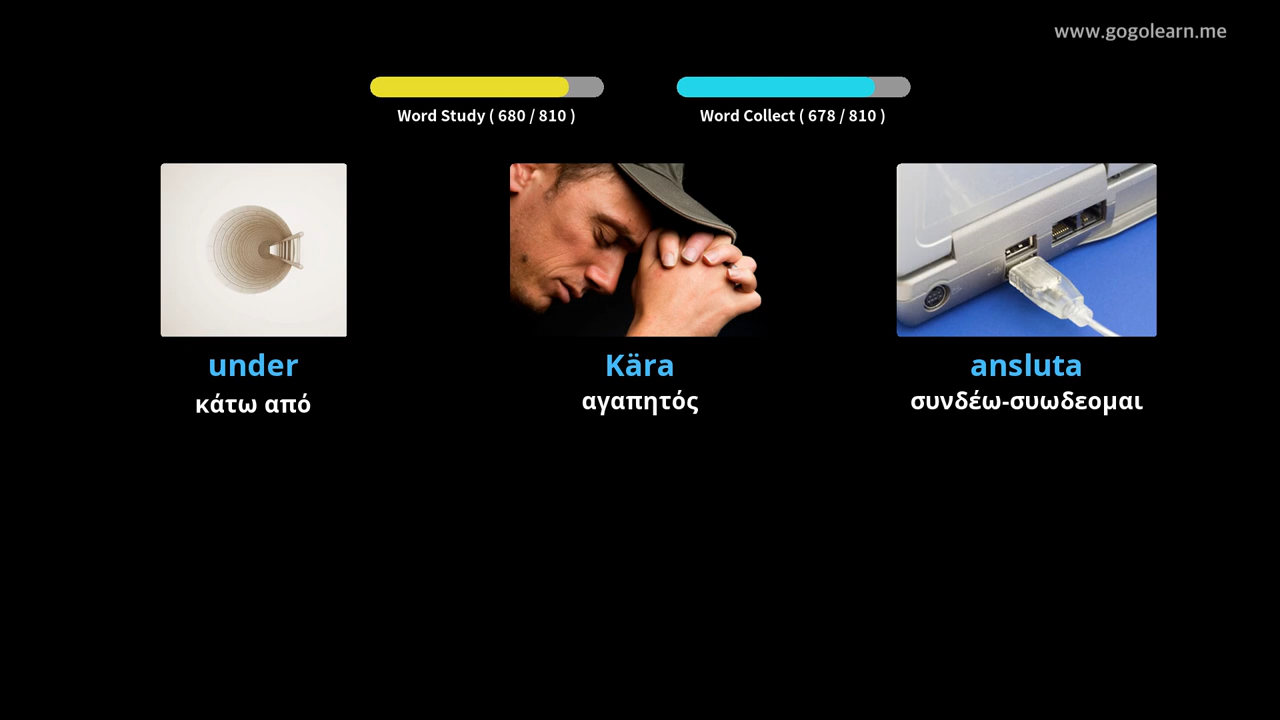 www.gogolearn.me
Word Study ( 680 / 810 )
Word Collect ( 678 / 810 )
under
κάτω από
Kära
αγαπητός
ansluta
συνδέω-συωδεομαι